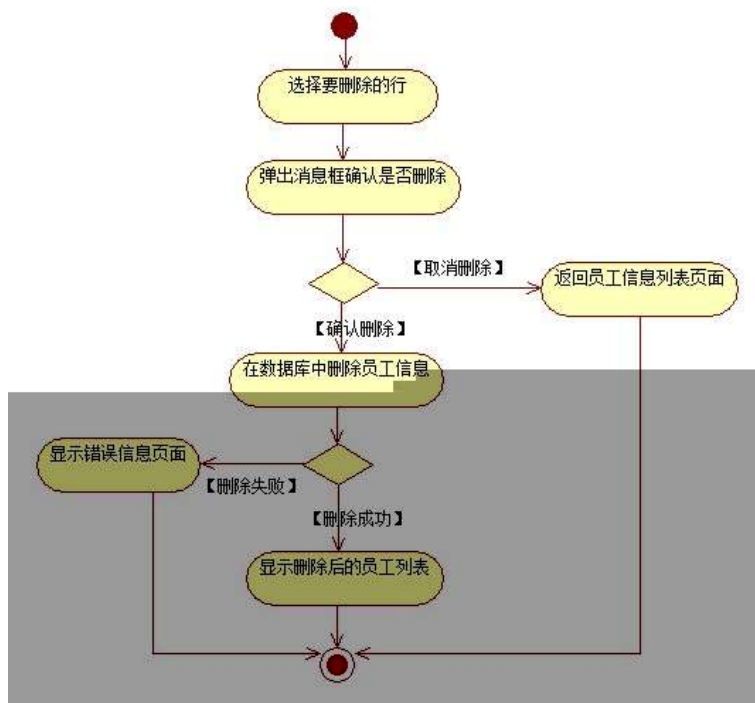 选择要删除的行
弹出消息框确认是否删除
【取消删除】
返回员工信息列表页面
【确认删除】
在数据库中删除员工信息
显示错误信息页面
【删除失败】
【删除成功】
显示删除后的员工列表